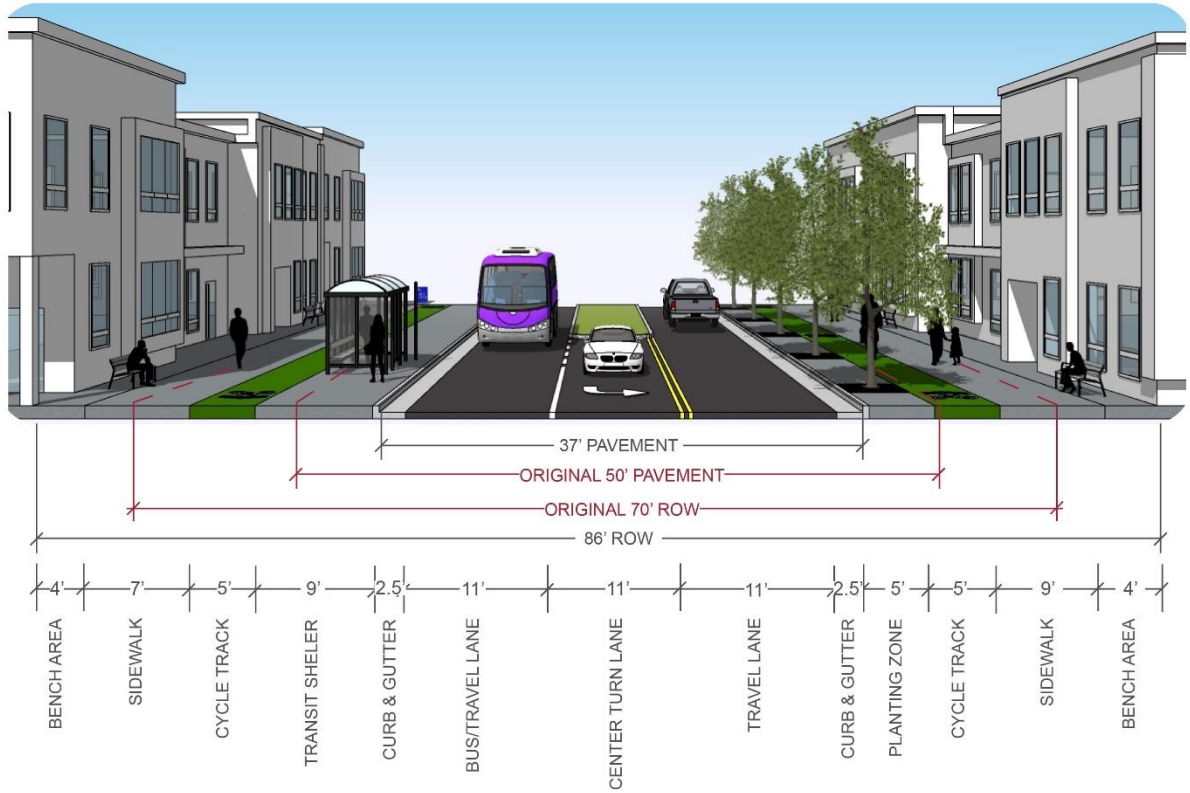 37' PAVEMENT
ORIGINAL 50' PAVEMENT
ORIGINAL 70' ROW
86' ROW
4' 7' 5' 9' 2.5' 11' 11' 11' 2.5' 5' 5' 9' 4'
BENCH AREA
SIDEWALK
CYCLE TRACK
TRANSIT SHELER
CURB & GUTTER
BUS/TRAVEL LANE
CENTER TURN LANE
TRAVEL LANE
CURB & GUTTER
PLANTING ZONE
CYCLE TRACK
SIDEWALK
BENCH AREA